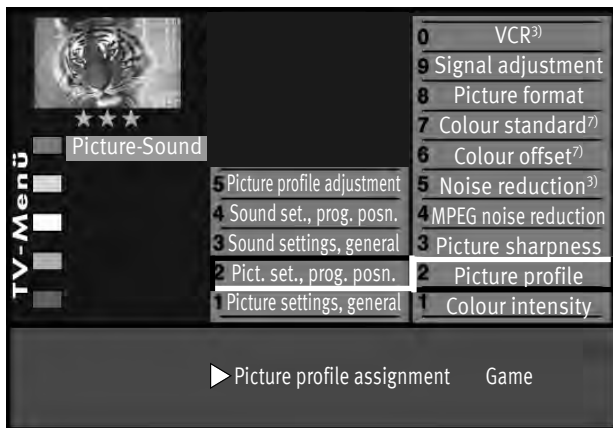 TV-Menü
Picture-Sound
5 Picture profile adjustment
4 Sound set., prog. posn.
3 Sound settings, general
2 Pict. set., prog. posn.
1 Picture settings, general
0 VCR3)
9 Signal adjustment
8 Picture format
7 Colour standard7)
6 Colour offset7)
5 Noise reduction3)
4 MPEG noise reduction
3 Picture sharpness
2 Picture profile
1 Colour intensity
Picture profile assignment Game